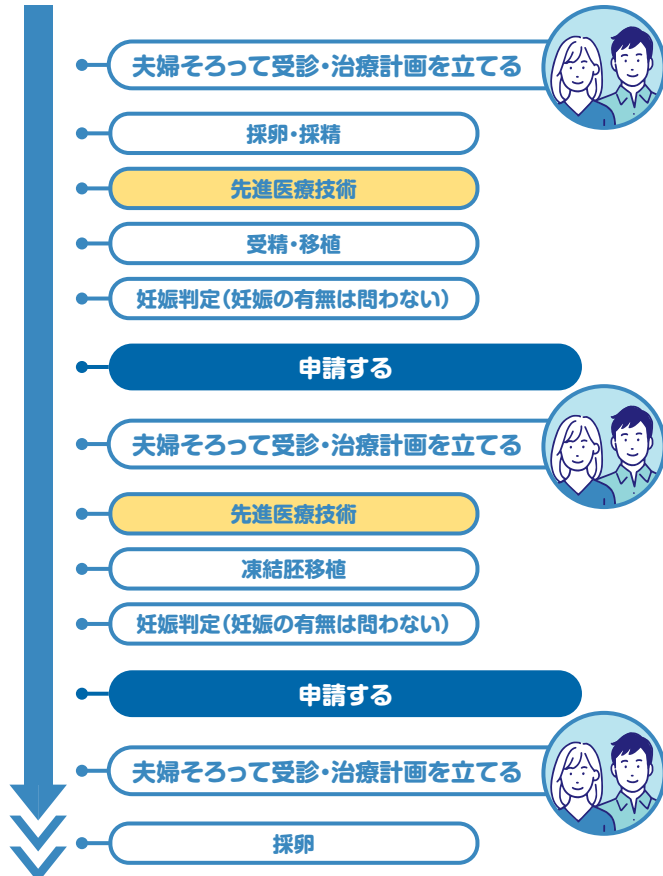 夫婦そろって受診・治療計画を立てる
採卵・採精
先進医療技術
受精・移植
妊娠判定(妊娠の有無は問わない)
申請する
夫婦そろって受診・治療計画を立てる
先進医療技術
凍結胚移植
妊娠判定(妊娠の有無は問わない)
申請する
夫婦そろって受診・治療計画を立てる
採卵